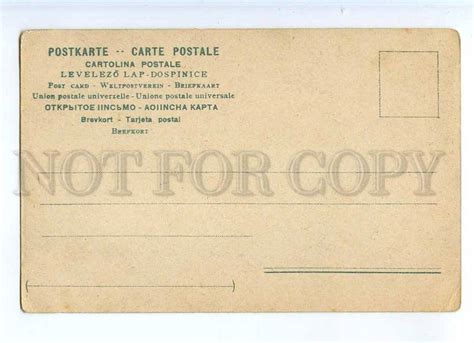 POSTKARTE -- CARTE POSTALE
CARTOLINA POSTALE
LEVELEZŐ LAP-DOSPINICE
POST CARD - WELTPOSTVEREIN - BRIEFKAART
Union postale universelle - Unione postale universale
ОТКРЫТОЕ ПИСЬМО - ДОПИСНА КАРТА
Brevkort - Tarjeta postal
BREFKORT
NOT FOR COPY